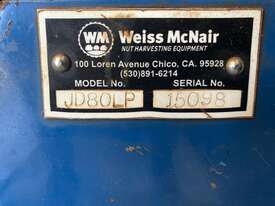 WM Weiss McNair
NUT HARVESTING EQUIPMENT
100 Loren Avenue Chico, CA. 95928
(530)891-6214
MODEL No. SERIAL No.
JD80LP 15098